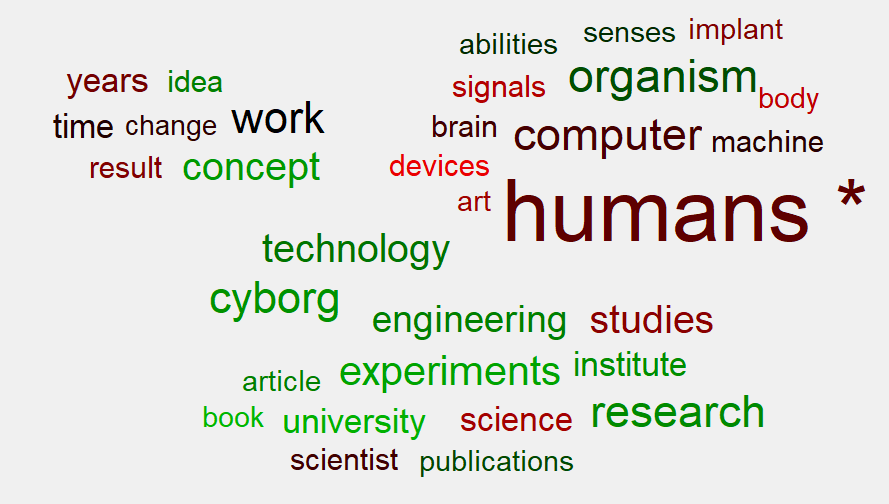 abilities senses implant
years idea signals organism body
time change work brain computer machine
result concept devices
art humans *
technology
cyborg engineering studies
article experiments institute
book university science research
scientist publications